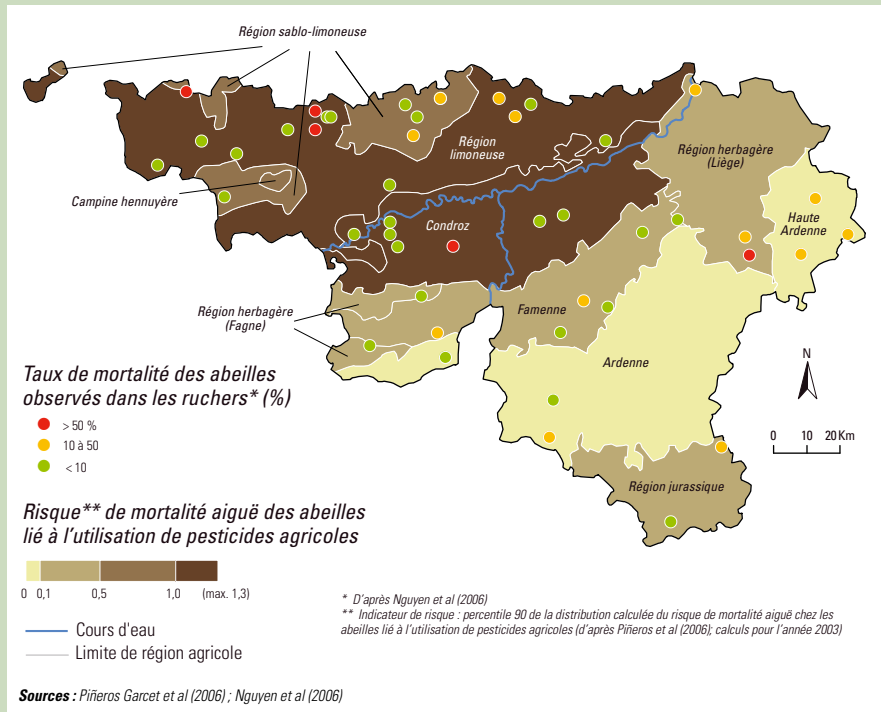 Région sablo-limoneuse
Région
limoneuse
Région herbagère
(Liège)
Campine hennuyère
Haute
Ardenne
Condroz
Région herbagère
(Fagne)
Famenne
Ardenne
Région jurassique
N
0 10 20 Km
Taux de mortalité des abeilles
observés dans les ruchers* (%)
> 50 %
10 à 50
< 10
Risque** de mortalité aiguë des abeilles
lié à l'utilisation de pesticides agricoles
0 0,1 0,5 1,0 (max. 1,3)
Cours d'eau
Limite de région agricole
* D'après Nguyen et al (2006)
** Indicateur de risque : percentile 90 de la distribution calculée du risque de mortalité aiguë chez les
abeilles lié à l'utilisation de pesticides agricoles (d'après Piñeros et al (2006); calculs pour l'année 2003)
Sources : Piñeros Garcet et al (2006) ; Nguyen et al (2006)